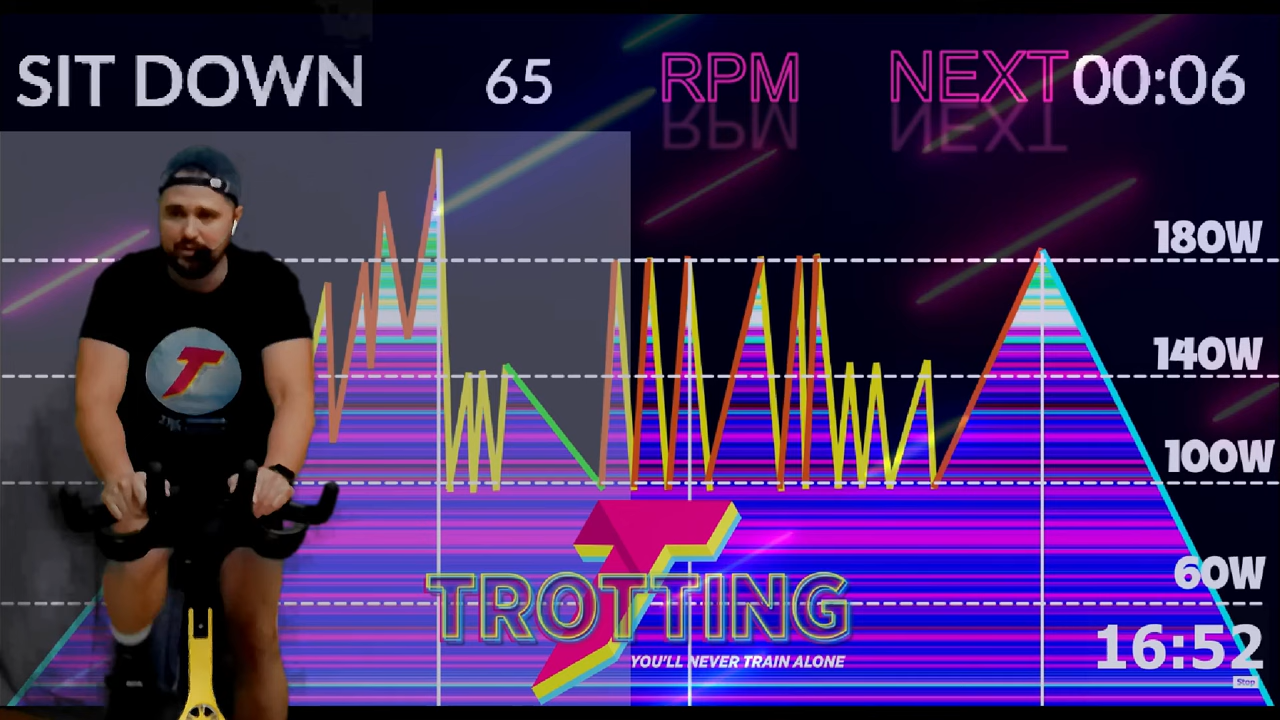 SIT DOWN 65 RPM NEXT 00:06
180W
140W
100W
60W
T
TROTTING
YOU'LL NEVER TRAIN ALONE
16:52
Stop